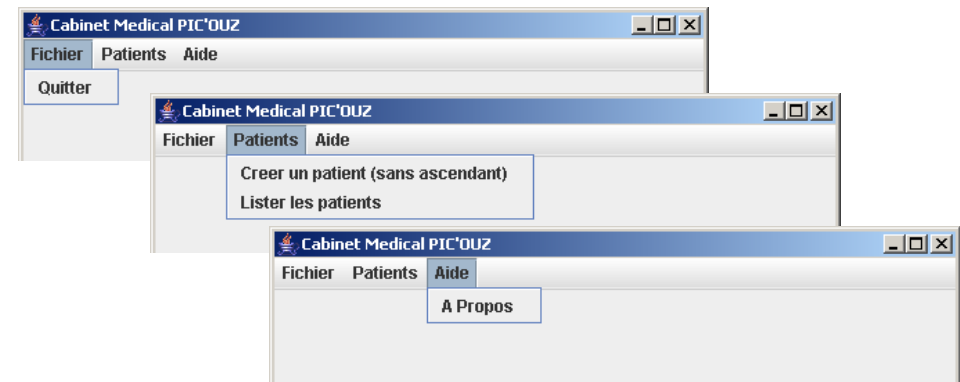 Cabinet Medical PIC'OUZ
Fichier Patients Aide
Quitter
Cabinet Medical PIC'OUZ
Fichier Patients Aide
Creer un patient (sans ascendant)
Lister les patients
Cabinet Medical PIC'OUZ
Fichier Patients Aide
A Propos